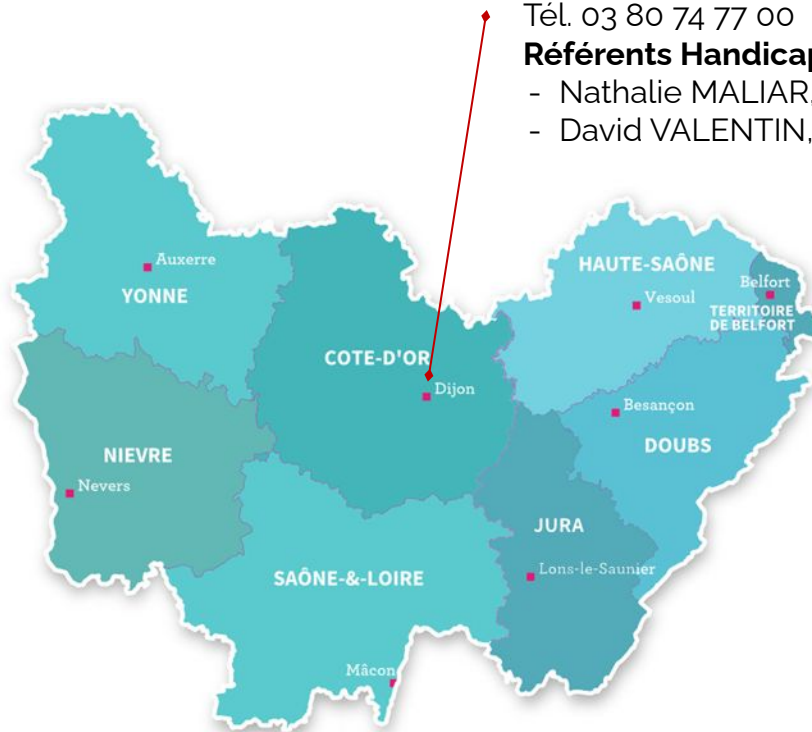 Tél. 03 80 74 77 00
Référents Handicap
- Nathalie MALIAR
- David VALENTIN,
Auxerre
YONNE
HAUTE-SAÔNE
Belfort
Vesoul
TERRITOIRE
DE BELFORT
COTE-D'OR
Dijon
Besançon
DOUBS
NIEVRE
Nevers
JURA
Lons-le-Saunier
SAÔNE-&-LOIRE
Mâcon